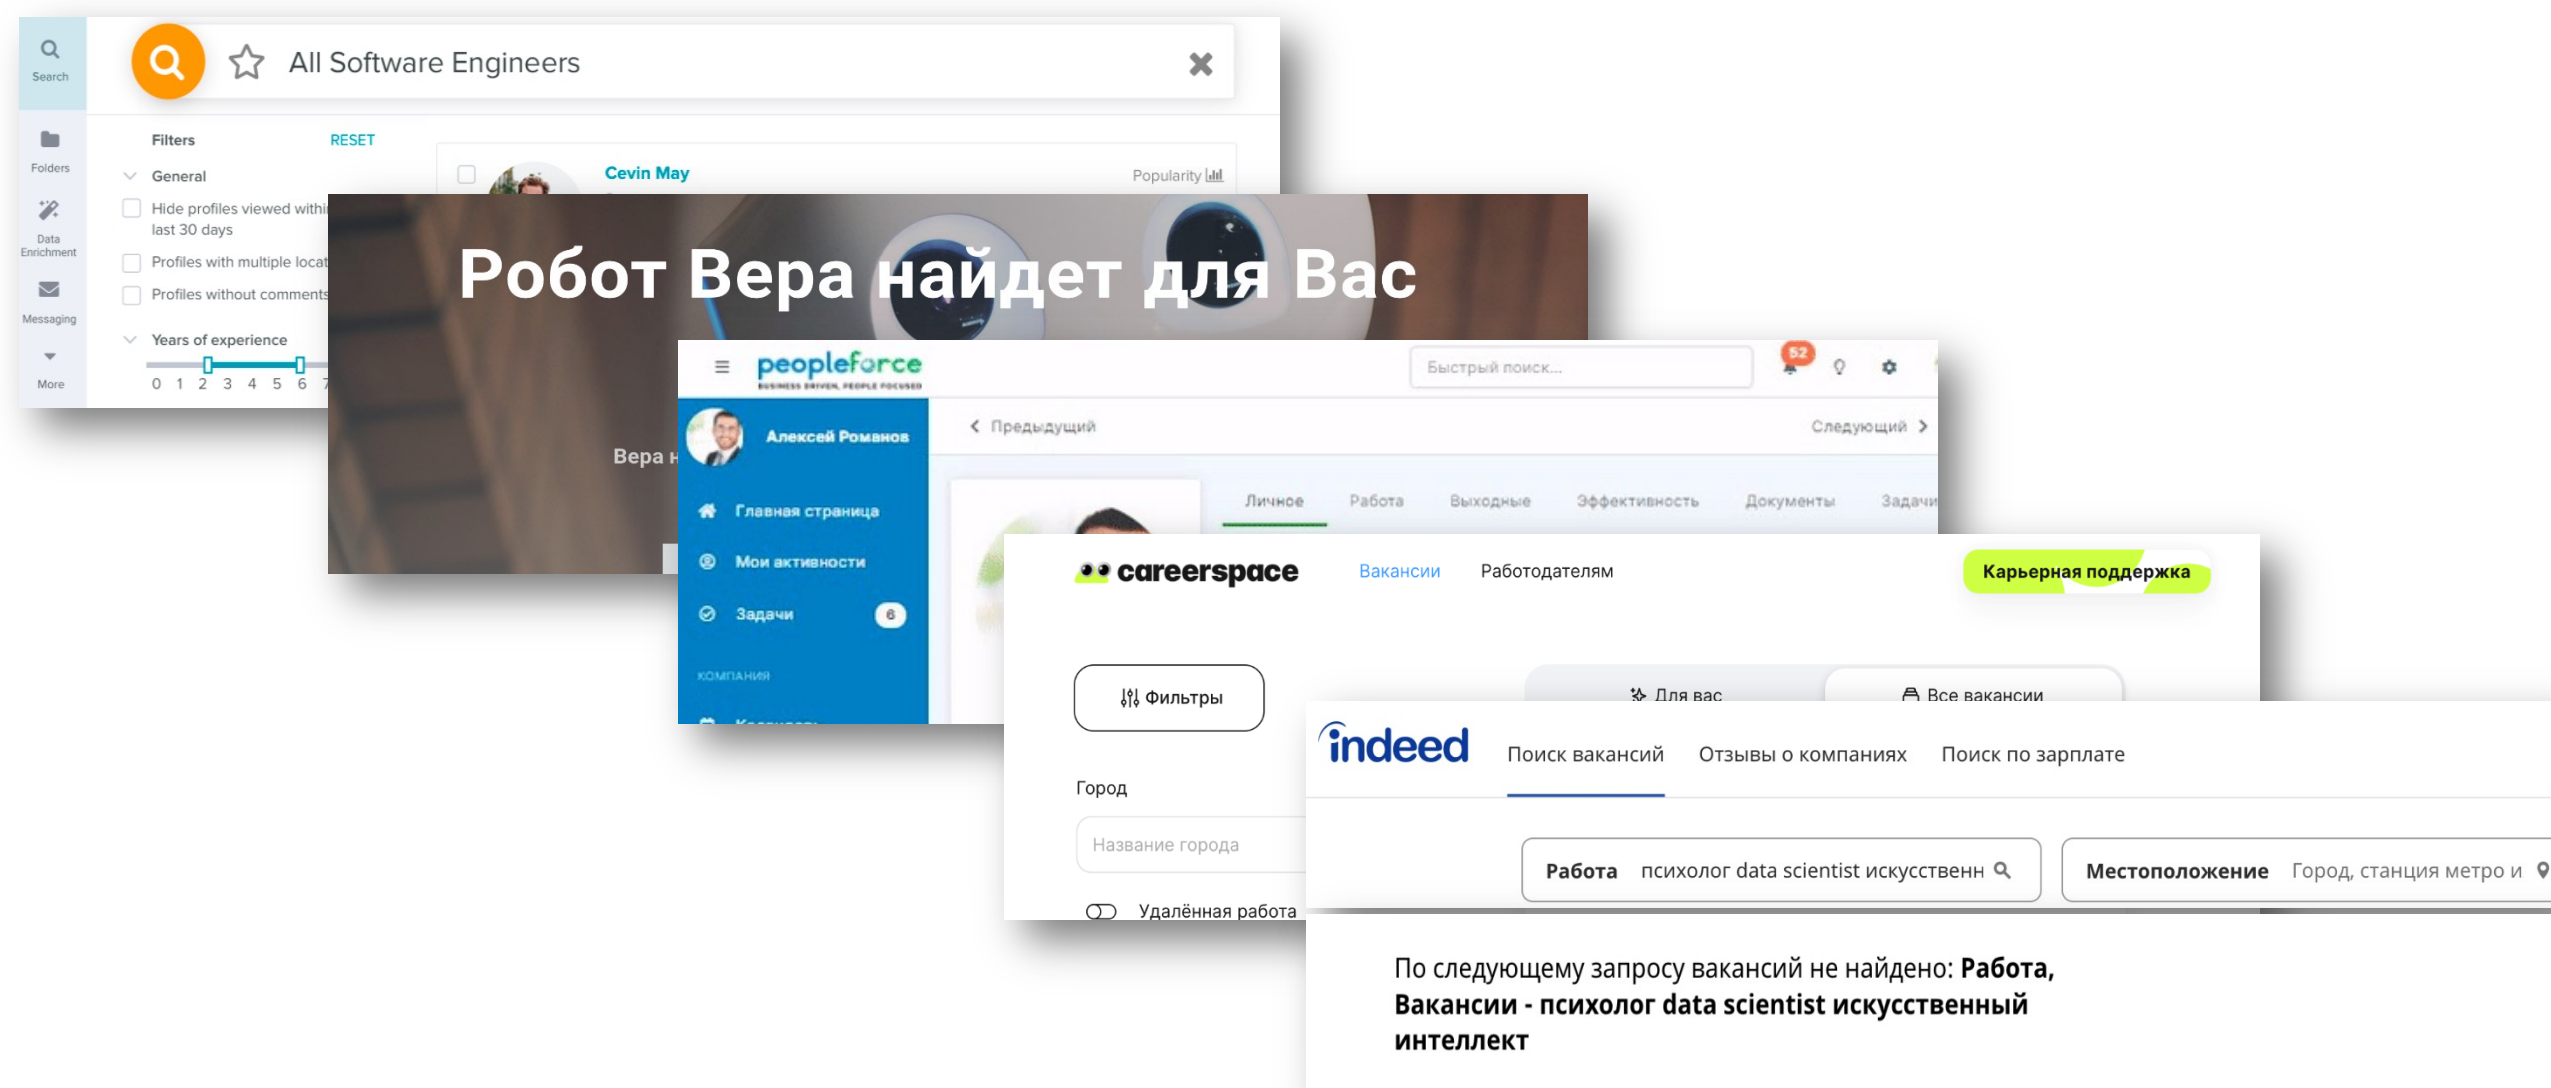 Search
All Software Engineers
Filters
RESET
Folders
General
Cevin May
Popularity
Hide profiles viewed
last 30 days
Data
Enrichment
Profiles with multiple
Profiles without comments
Messaging
Years of experience
0 1 2 3 4 5 6 7
More
Робот Вера найдет для Вас
Вера
peopleforce
BUSINESS DRIVEN, PEOPLE FOCUSED
Быстрый поиск...
52
Алексей Романов
Предыдущий
Следующий
Главная страница
Личное
Работа
Выходные
Эффективность
Документы
Задачи
Мои активности
Задачи
6
КОМПАНИЯ
careerspace
Вакансии
Работодателям
Карьерная поддержка
Фильтры
Для вас
Все вакансии
Город
Название города
Удалённая работа
indeed
Поиск вакансий
Отзывы о компаниях
Поиск по зарплате
Работа психолог data scientist искусственн
Местоположение Город, станция метро и
По следующему запросу вакансий не найдено: Работа,
Вакансии - психолог data scientist искусственный
интеллект